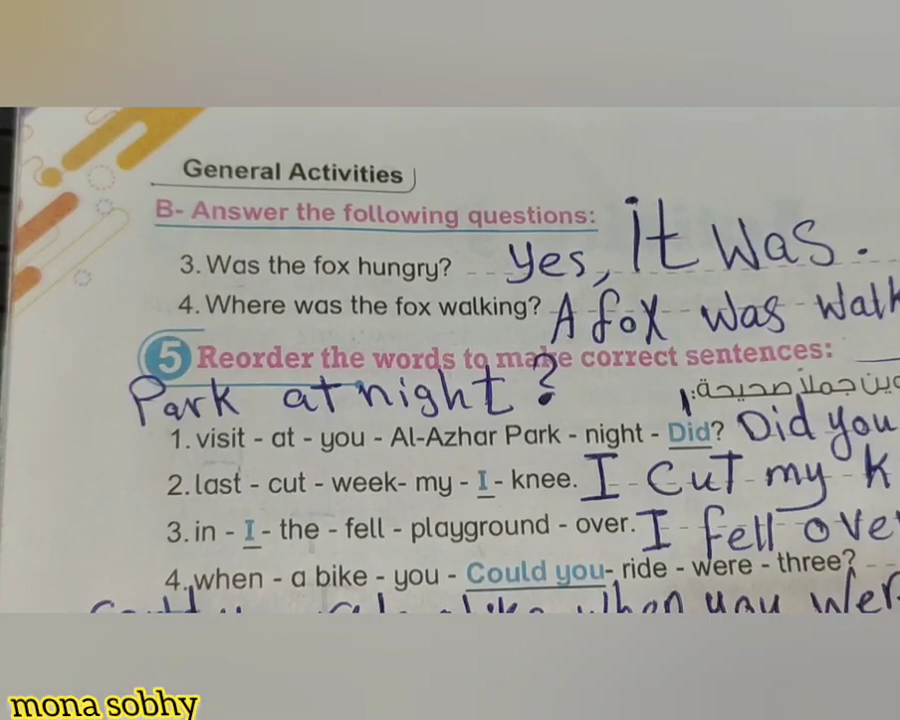 General Activities
B- Answer the following questions:
3. Was the fox hungry? yes, It was.
4. Where was the fox walking? A fox was walk
5 Reorder the words to make correct sentences:
صحيحة:
Park at night?
1. visit - at - you - Al-Azhar Park - night - Did? Did you
2. last - cut - week- my - I - knee. I cut my k
3. in - I - the - fell - playground - over. I fell ove
4. when - a bike - you - Could you- ride - were - three?
when you wer
mona sobhy